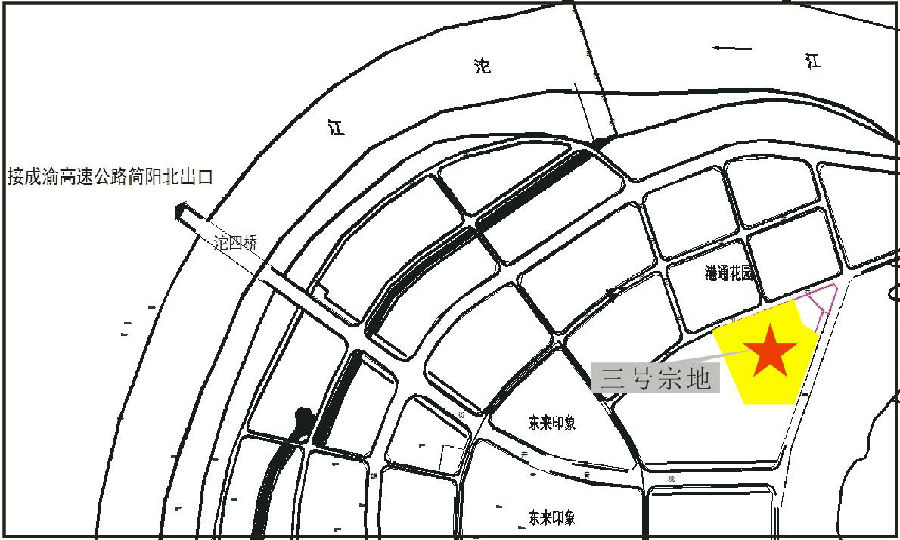 沱
江
江
接成渝高速公路简阳北出口
沱四桥
港通花园
三号宗地
东来印象
东来印象